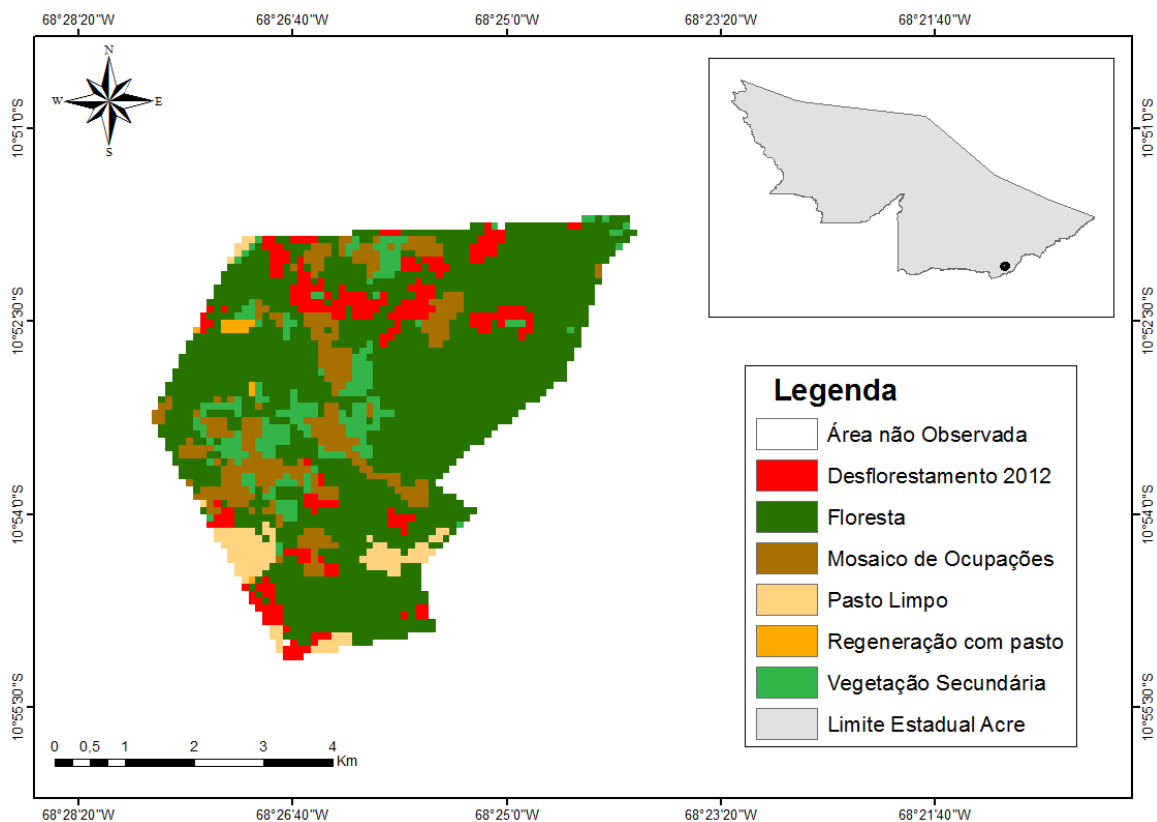 68°28'20"W 68°26'40"W 68°25'0"W 68°23'20"W 68°21'40"W
N
W E
S
10°51'0"S 10°51'0"S
10°52'30"S 10°52'30"S
Legenda
Área não Observada
Desflorestamento 2012
Floresta
10°54'0"S 10°54'0"S
Mosaico de Ocupações
Pasto Limpo
Regeneração com pasto
Vegetação Secundária
10°55'30"S 10°55'30"S
Limite Estadual Acre
0 0,5 1 2 3 4
Km
68°28'20"W 68°26'40"W 68°25'0"W 68°23'20"W 68°21'40"W